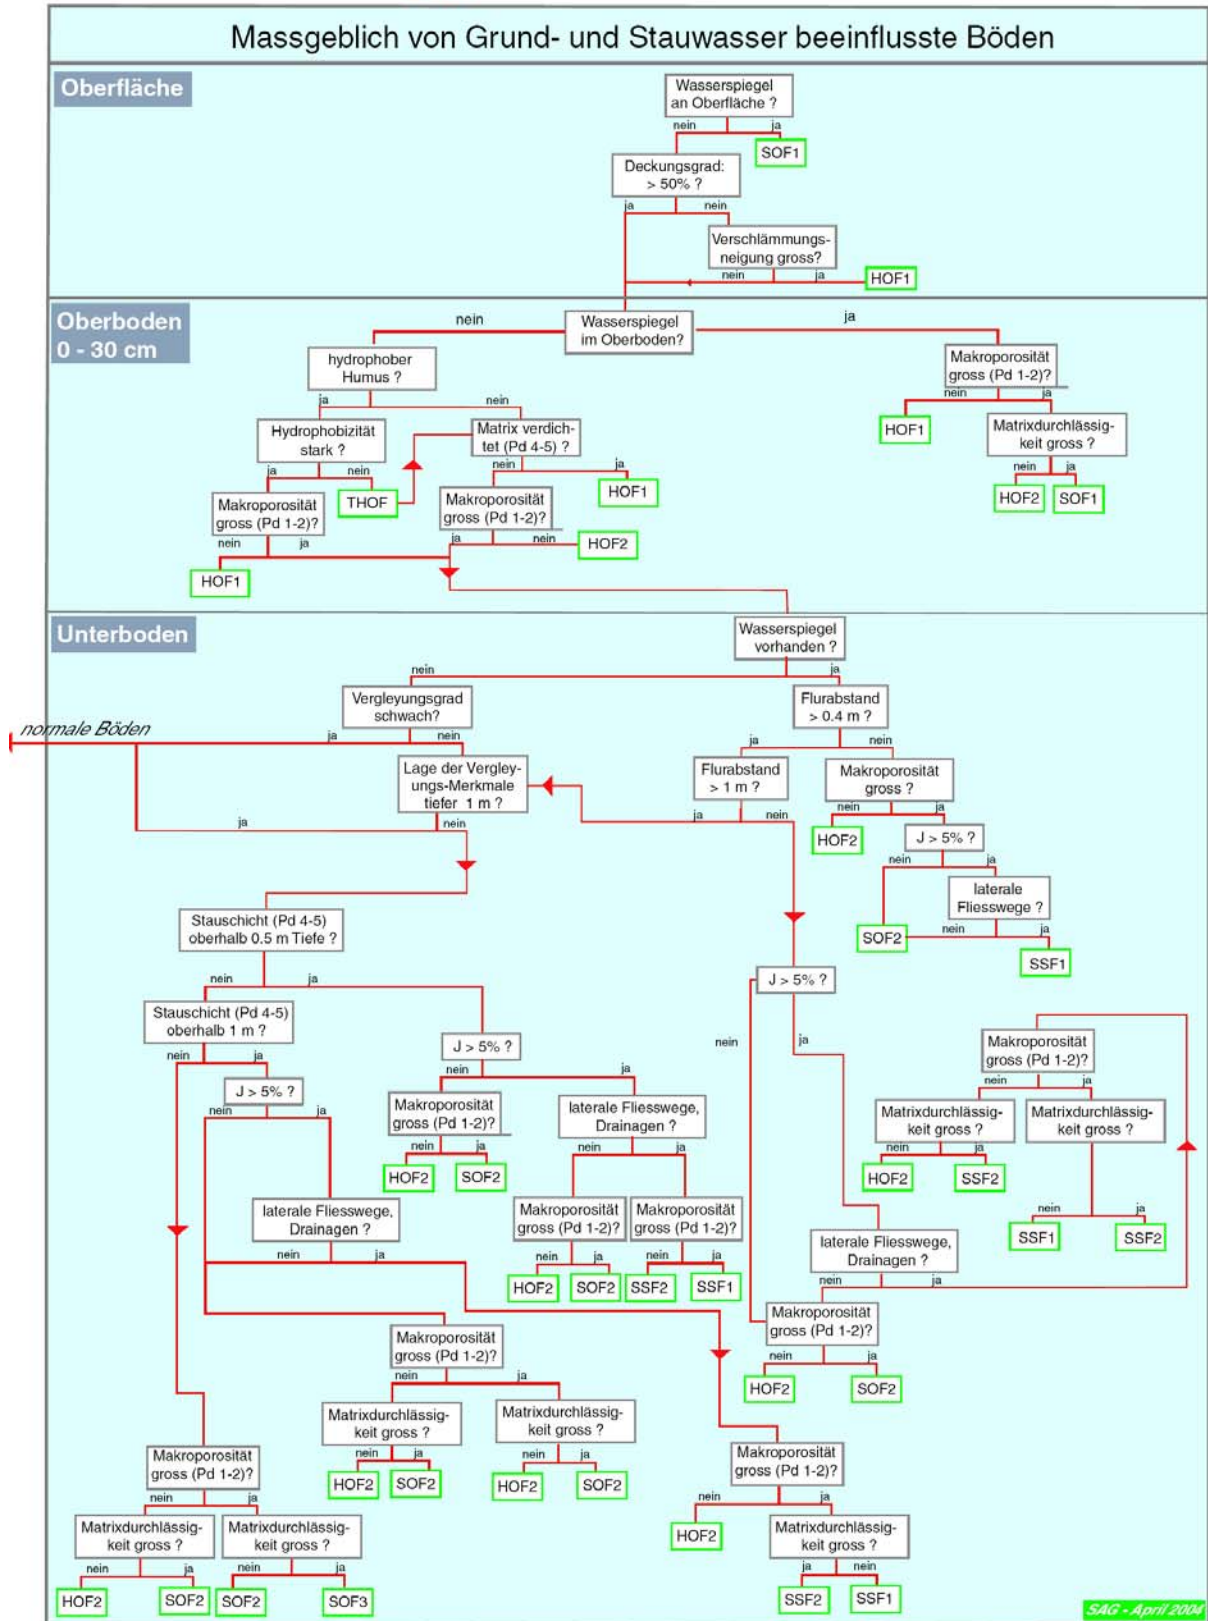 Massgeblich von Grund- und Stauwasser beeinflusste Böden
Oberfläche
Wasserspiegel
an Oberfläche ?
nein
ja
SOF1
Deckungsgrad:
> 50% ?
ja
nein
Verschlämmungs-
neigung gross?
nein
ja
HOF1
Oberboden
0 - 30 cm
nein
Wasserspiegel
im Oberboden?
ja
hydrophober
Humus ?
ja
nein
Makroporosität
gross (Pd 1-2)?
nein
ja
HOF1
Matrixdurchlässig-
keit gross ?
nein
ja
HOF2
SOF1
Hydrophobizität
stark ?
ja
nein
THOF
Matrix verdich-
tet (Pd 4-5) ?
nein
ja
HOF1
Makroporosität
gross (Pd 1-2)?
nein
ja
HOF1
Makroporosität
gross (Pd 1-2)?
ja
nein
HOF2
Unterboden
Wasserspiegel
vorhanden ?
nein
ja
Vergleyungsgrad
schwach?
normale Böden
ja
nein
Flurabstand
> 0.4 m ?
ja
nein
Lage der Vergley-
ungs-Merkmale
tiefer 1 m ?
ja
nein
Flurabstand
> 1 m ?
ja
nein
Makroporosität
gross ?
nein
ja
HOF2
J > 5% ?
nein
ja
laterale
Fliesswege ?
SOF2
nein
ja
SSF1
Stauschicht (Pd 4-5)
oberhalb 0.5 m Tiefe ?
nein
ja
J > 5% ?
nein
ja
Stauschicht (Pd 4-5)
oberhalb 1 m ?
nein
ja
J > 5% ?
nein
ja
J > 5% ?
nein
ja
Makroporosität
gross (Pd 1-2)?
nein
ja
HOF2
SOF2
laterale Fliesswege,
Drainagen ?
nein
ja
Makroporosität
gross (Pd 1-2)?
nein
ja
HOF2
SOF2
Makroporosität
gross (Pd 1-2)?
nein
ja
SSF2
SSF1
Makroporosität
gross (Pd 1-2)?
nein
ja
Matrixdurchlässig-
keit gross ?
nein
ja
HOF2
SSF2
Matrixdurchlässig-
keit gross ?
nein
ja
SSF1
SSF2
laterale Fliesswege,
Drainagen ?
nein
ja
laterale Fliesswege,
Drainagen ?
nein
ja
Makroporosität
gross (Pd 1-2)?
nein
ja
HOF2
SOF2
Makroporosität
gross (Pd 1-2)?
nein
ja
Matrixdurchlässig-
keit gross ?
nein
ja
HOF2
SOF2
Matrixdurchlässig-
keit gross ?
nein
ja
HOF2
SOF2
Makroporosität
gross (Pd 1-2)?
nein
ja
Matrixdurchlässig-
keit gross ?
nein
ja
HOF2
SOF2
Matrixdurchlässig-
keit gross ?
nein
ja
SOF2
SOF3
Makroporosität
gross (Pd 1-2)?
nein
ja
HOF2
Matrixdurchlässig-
keit gross ?
ja
nein
SSF2
SSF1
SAG - April 2004